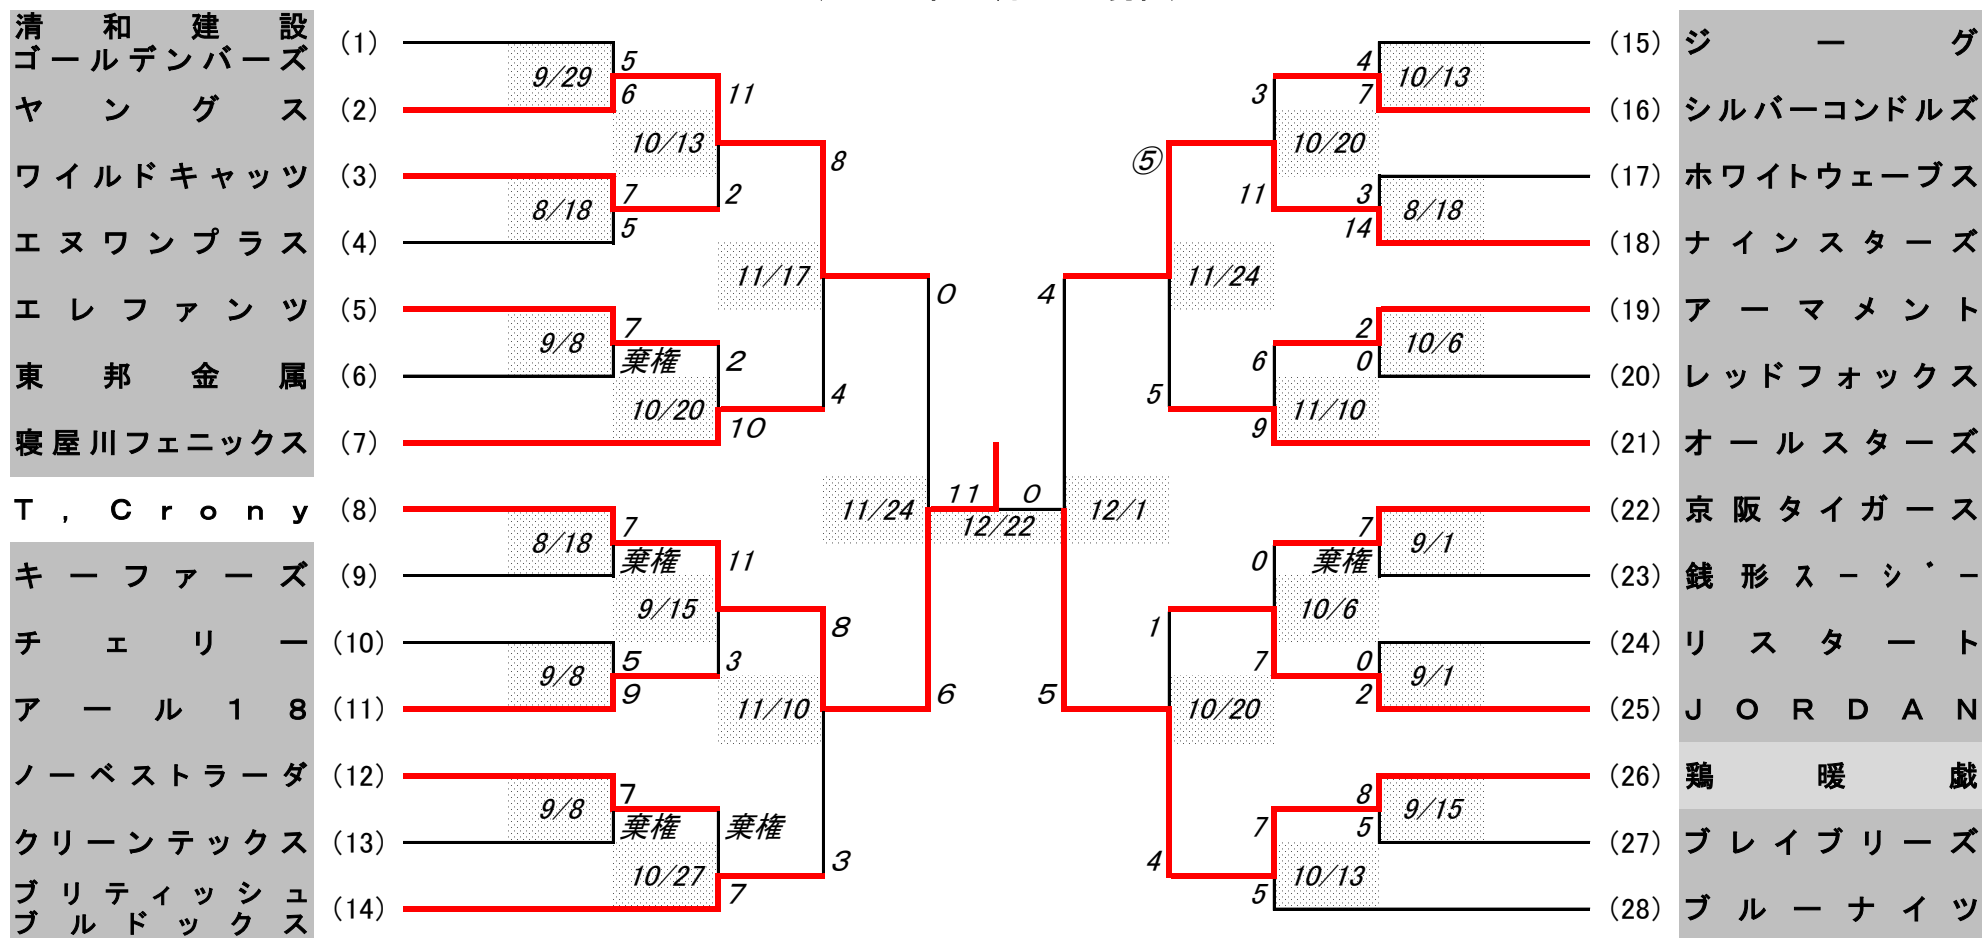 清和建設
ゴールデンバーズ (1)
ヤングス (2)
ワイルドキャッツ (3)
エヌワンプラス (4)
エレファンツ (5)
東邦金属 (6)
寝屋川フェニックス (7)
T,Crony (8)
キーファーズ (9)
チェリー (10)
アール18 (11)
ノーベストラーダ (12)
クリーンテックス (13)
ブリティッシュ
ブルドックス (14)
9/29 5
6
8/18 7
5
9/8 7
棄権
8/18 7
棄権
9/8 5
9
9/8 7
棄権
10/13 11
2
10/20 2
10
9/15 11
3
10/27 棄権
7
11/17 8
4
11/10 8
3
11/24 0
6
11 0
12/22
12/1 4
5
11/24 ⑤
5
10/20 1
4
10/20 3
11
11/10 6
9
10/6 0
7
10/13 7
5
10/13 4
7
8/18 3
14
10/6 2
0
9/1 7
棄権
9/1 0
2
9/15 8
5
(15) ジーグ
(16) シルバーコンドルズ
(17) ホワイトウェーブス
(18) ナインスターズ
(19) アーマメント
(20) レッドフォックス
(21) オールスターズ
(22) 京阪タイガース
(23) 銭形スージー
(24) リスタート
(25) JORDAN
(26) 鶏暖戯
(27) ブレイブリーズ
(28) ブルーナイツ